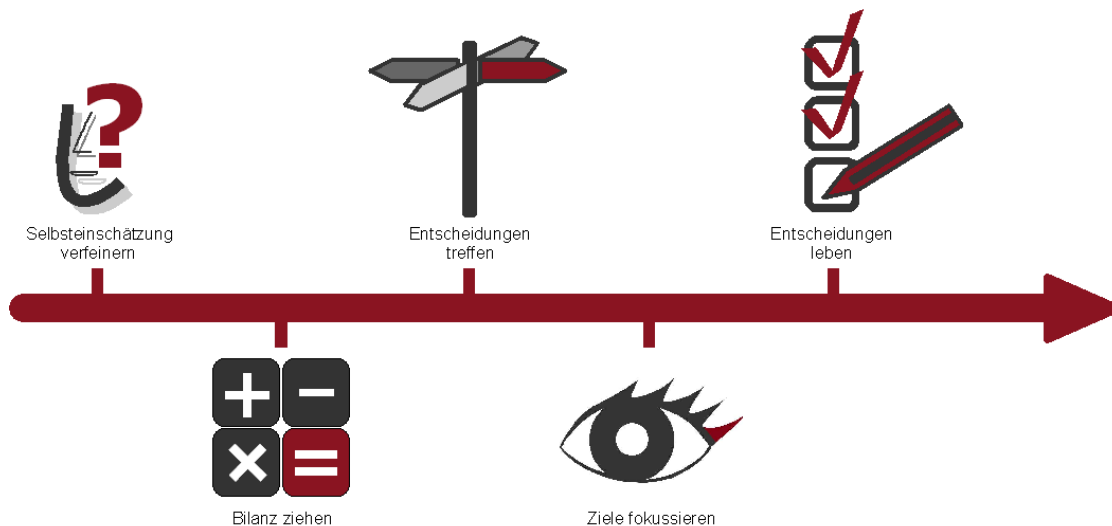 ?
Selbsteinschätzung
verfeinern
Entscheidungen
treffen
Entscheidungen
leben
+ −
× =
Bilanz ziehen
Ziele fokussieren